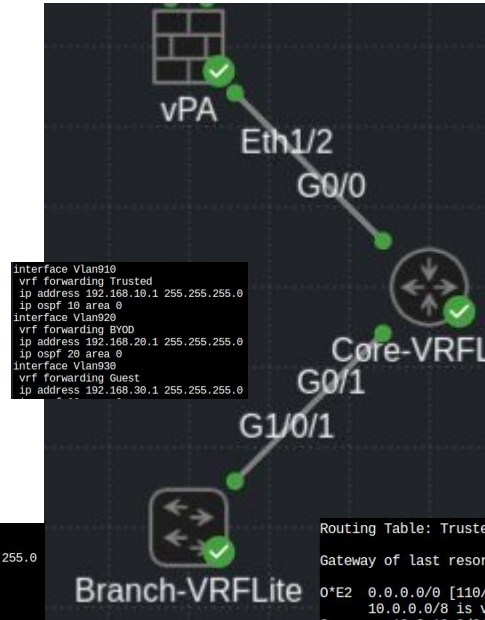 vPA
Eth1/2
G0/0
interface Vlan910
vrf forwarding Trusted
ip address 192.168.10.1 255.255.255.0
ip ospf 10 area 0
interface Vlan920
vrf forwarding BYOD
ip address 192.168.20.1 255.255.255.0
ip ospf 20 area 0
interface Vlan930
vrf forwarding Guest
ip address 192.168.30.1 255.255.255.0
Core-VRFL
G0/1
G1/0/1
255.0
Branch-VRFLite
Routing Table: Truste
Gateway of last resor
O*E2 0.0.0.0/0 [110/
10.0.0.0/8 is v